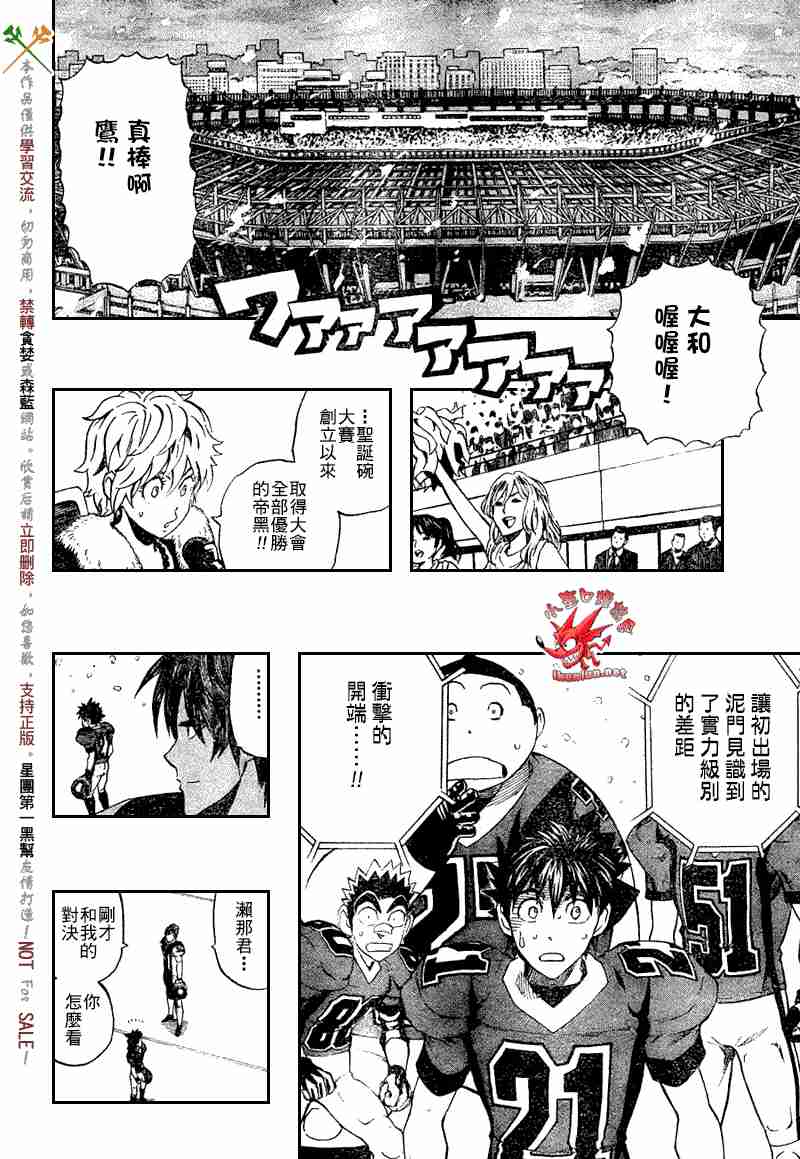 大和
喔喔喔！
真棒啊
鷹!!
ワァァァァァァァ
…聖誕碗
大賽
創立以來
取得大會
全部優勝
的帝黑!!
讓初出場的
泥門見識到
了實力級別
的差距
衝擊的
開端……!!
51
21
21
80
…………
瀨那君…
剛才
和我的
對決
你
怎麼看
lhumlan.net
本作品僅供學習交流，切勿商用，禁轉貪婪或森藍網站。欣賞后請立即刪除，如您喜歡，支持正版。星團第一黑幫友情打造！NOT For SALE—